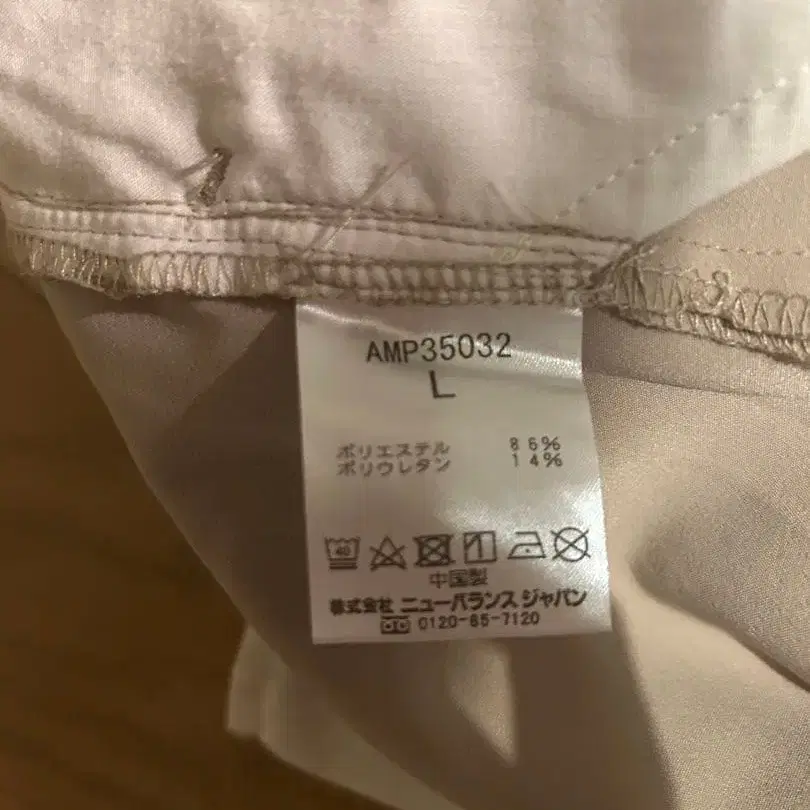 AMP35032
L
ポリエステル 86%
ポリウレタン 14%
40
中国製
株式会社 ニューバランス ジャパン
0120-85-7120